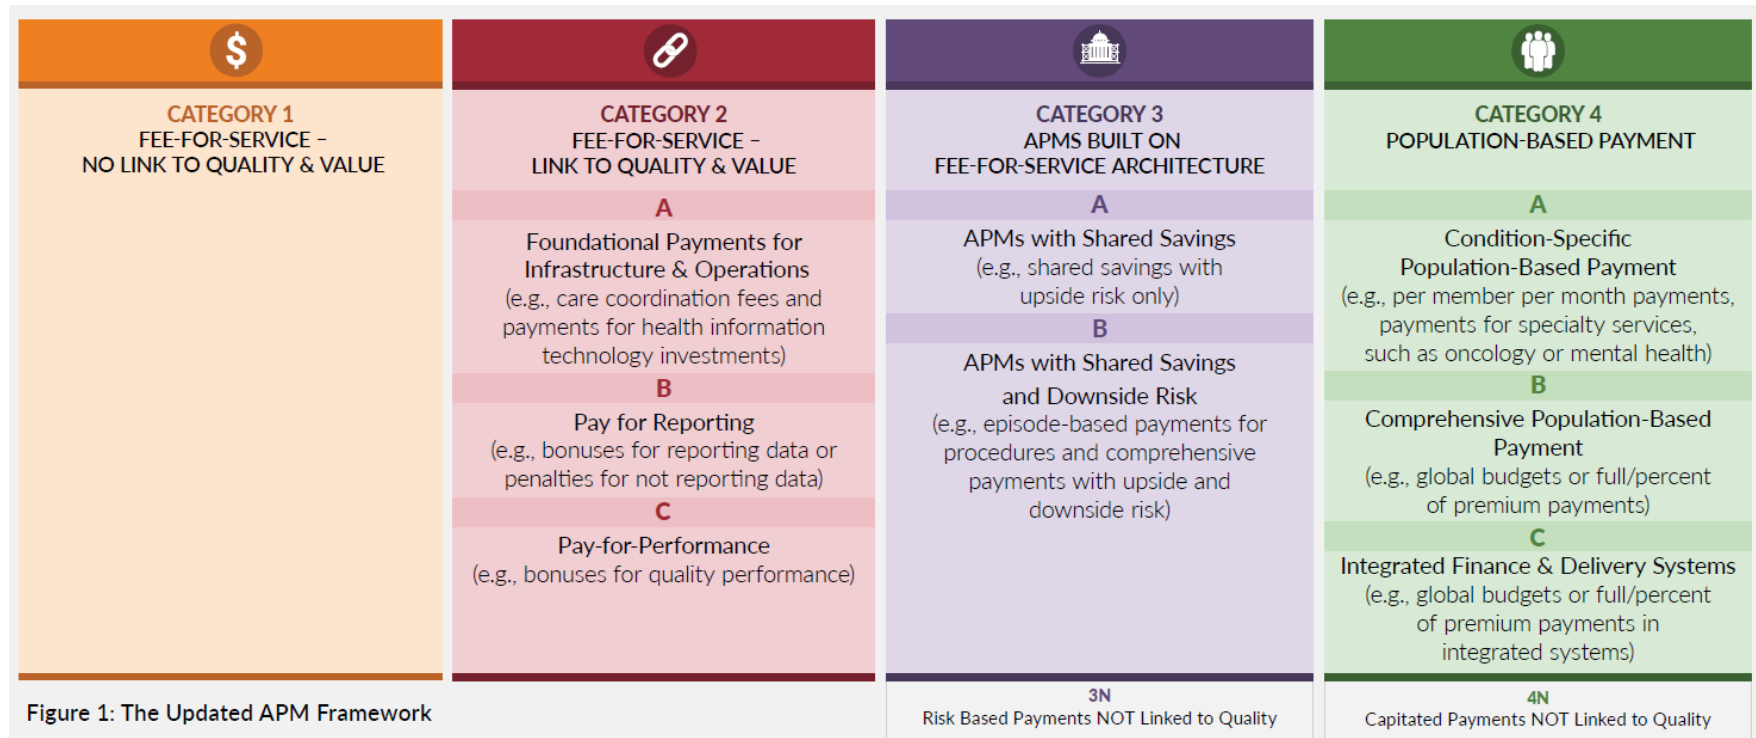 $
CATEGORY 1
FEE-FOR-SERVICE –
NO LINK TO QUALITY & VALUE
CATEGORY 2
FEE-FOR-SERVICE –
LINK TO QUALITY & VALUE
A
Foundational Payments for
Infrastructure & Operations
(e.g., care coordination fees and
payments for health information
technology investments)
B
Pay for Reporting
(e.g., bonuses for reporting data or
penalties for not reporting data)
C
Pay-for-Performance
(e.g., bonuses for quality performance)
CATEGORY 3
APMS BUILT ON
FEE-FOR-SERVICE ARCHITECTURE
A
APMs with Shared Savings
(e.g., shared savings with
upside risk only)
B
APMs with Shared Savings
and Downside Risk
(e.g., episode-based payments for
procedures and comprehensive
payments with upside and
downside risk)
3N
Risk Based Payments NOT Linked to Quality
CATEGORY 4
POPULATION-BASED PAYMENT
A
Condition-Specific
Population-Based Payment
(e.g., per member per month payments,
payments for specialty services,
such as oncology or mental health)
B
Comprehensive Population-Based
Payment
(e.g., global budgets or full/percent
of premium payments)
C
Integrated Finance & Delivery Systems
(e.g., global budgets or full/percent
of premium payments in
integrated systems)
4N
Capitated Payments NOT Linked to Quality
Figure 1: The Updated APM Framework